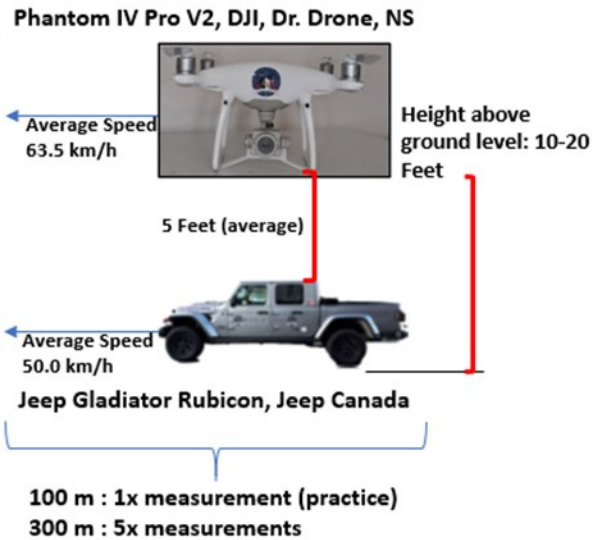 Phantom IV Pro V2, DJI, Dr. Drone, NS
Average Speed
63.5 km/h
Height above
ground level: 10-20
Feet
5 Feet (average)
Average Speed
50.0 km/h
Jeep Gladiator Rubicon, Jeep Canada
100 m : 1x measurement (practice)
300 m : 5x measurements